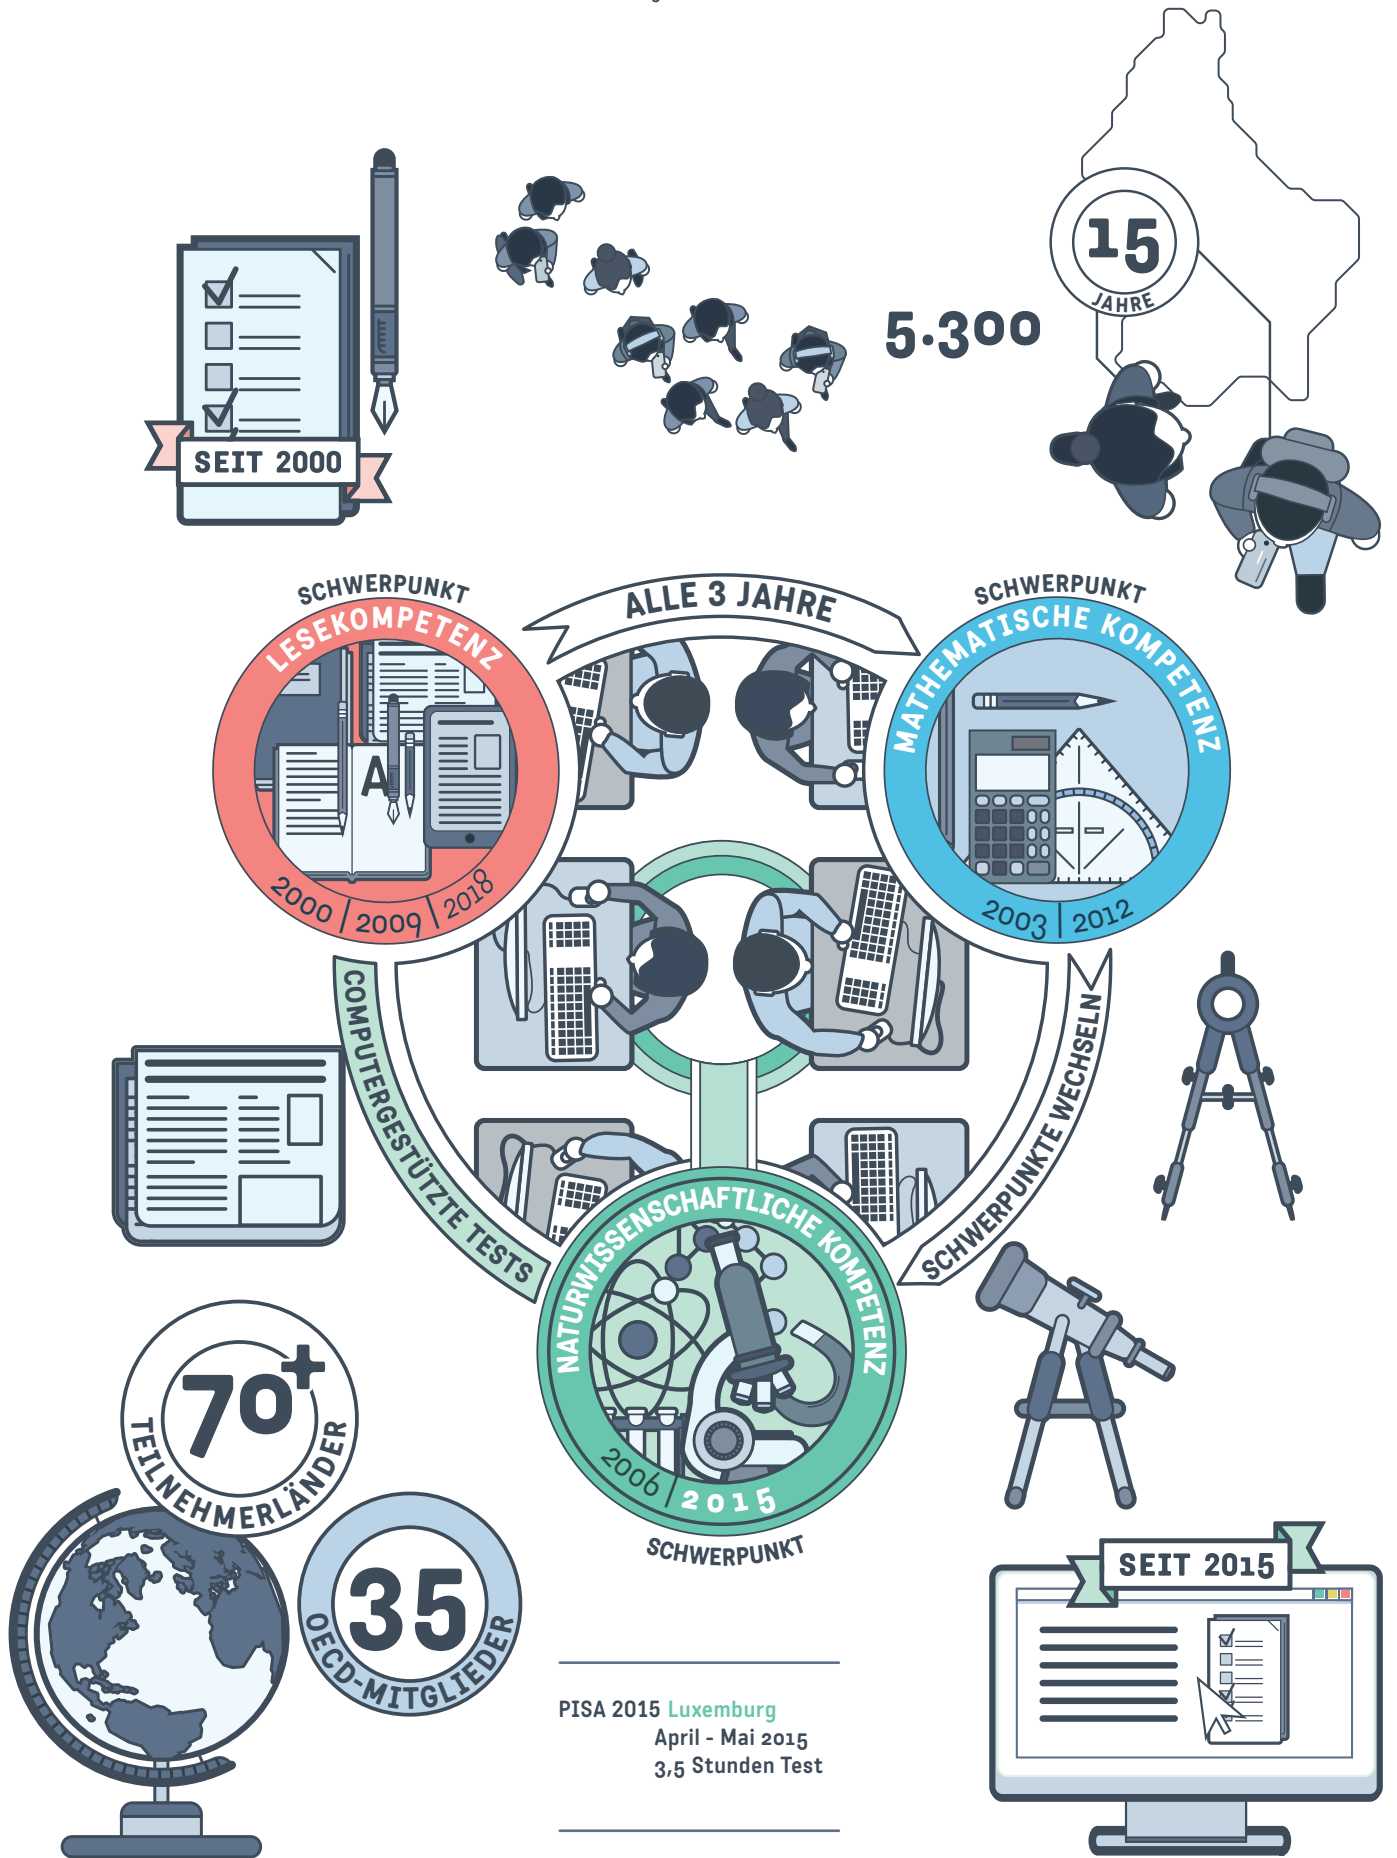 15
JAHRE
5.300
SEIT 2000
SCHWERPUNKT
LESEKOMPETENZ
A
2000 | 2009 | 2018
ALLE 3 JAHRE
SCHWERPUNKT
MATHEMATISCHE KOMPETENZ
2003 | 2012
COMPUTERGESTÜTZTE TESTS
SCHWERPUNKTE WECHSELN
NATURWISSENSCHAFTLICHE KOMPETENZ
2006 | 2015
SCHWERPUNKT
70+
TEILNEHMERLÄNDER
35
OECD-MITGLIEDER
SEIT 2015
PISA 2015 Luxemburg
April - Mai 2015
3,5 Stunden Test